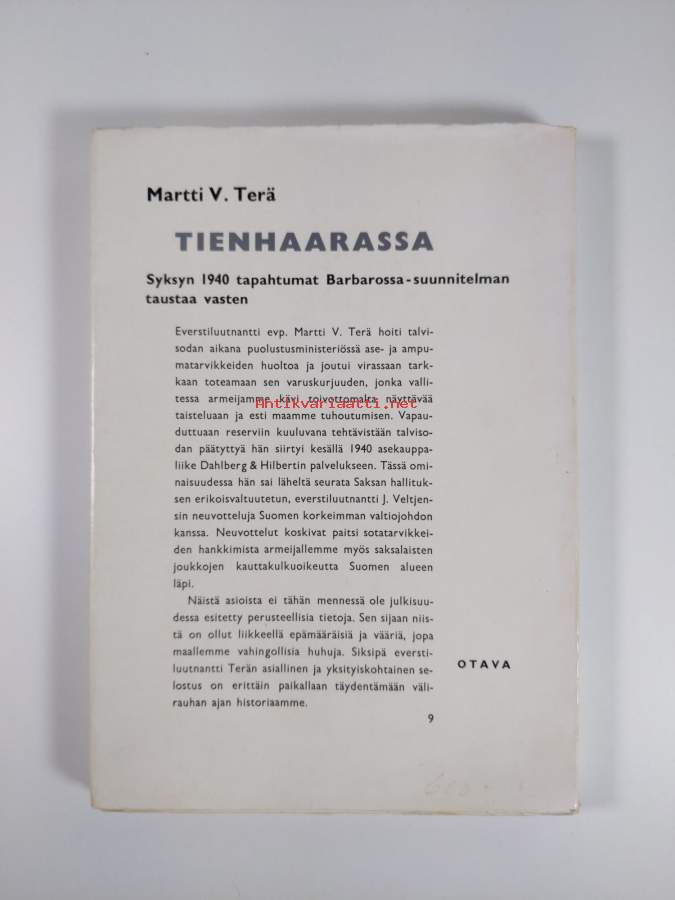 Martti V. Terä
TIENHAARASSA
Syksyn 1940 tapahtumat Barbarossa-suunnitelman
taustaa vasten
Everstiluutnantti evp. Martti V. Terä hoiti talvi-
sodan aikana puolustusministeriössä ase- ja ampu-
matarvikkeiden huoltoa ja joutui virassaan tark-
kaan toteamaan sen varuskurjuuden, jonka valli-
tessa armeijamme kävi toivottomalta näyttävää
Antikvariaatti.net
taisteluaan ja esti maamme tuhoutumisen. Vapau-
duttuaan reserviin kuuluvana tehtävistään talviso-
dan päätyttyä hän siirtyi kesällä 1940 asekauppa-
liike Dahlberg & Hilbertin palvelukseen. Tässä omi-
naisuudessa hän sai läheltä seurata Saksan hallituk-
sen erikoisvaltuutetun, everstiluutnantti J. Veltjen-
sin neuvotteluja Suomen korkeimman valtiojohdon
kanssa. Neuvottelut koskivat paitsi sotatarvikkei-
den hankkimista armeijallemme myös saksalaisten
joukkojen kauttakulkuoikeutta Suomen alueen
läpi.
Näistä asioista ei tähän mennessä ole julkisuu-
dessa esitetty perusteellisia tietoja. Sen sijaan niis-
tä on ollut liikkeellä epämääräisiä ja vääriä, jopa
maallemme vahingollisia huhuja. Siksipä eversti-
luutnantti Terän asiallinen ja yksityiskohtainen se-
lostus on erittäin paikallaan täydentämään väli-
rauhan ajan historiaamme.
OTAVA
9